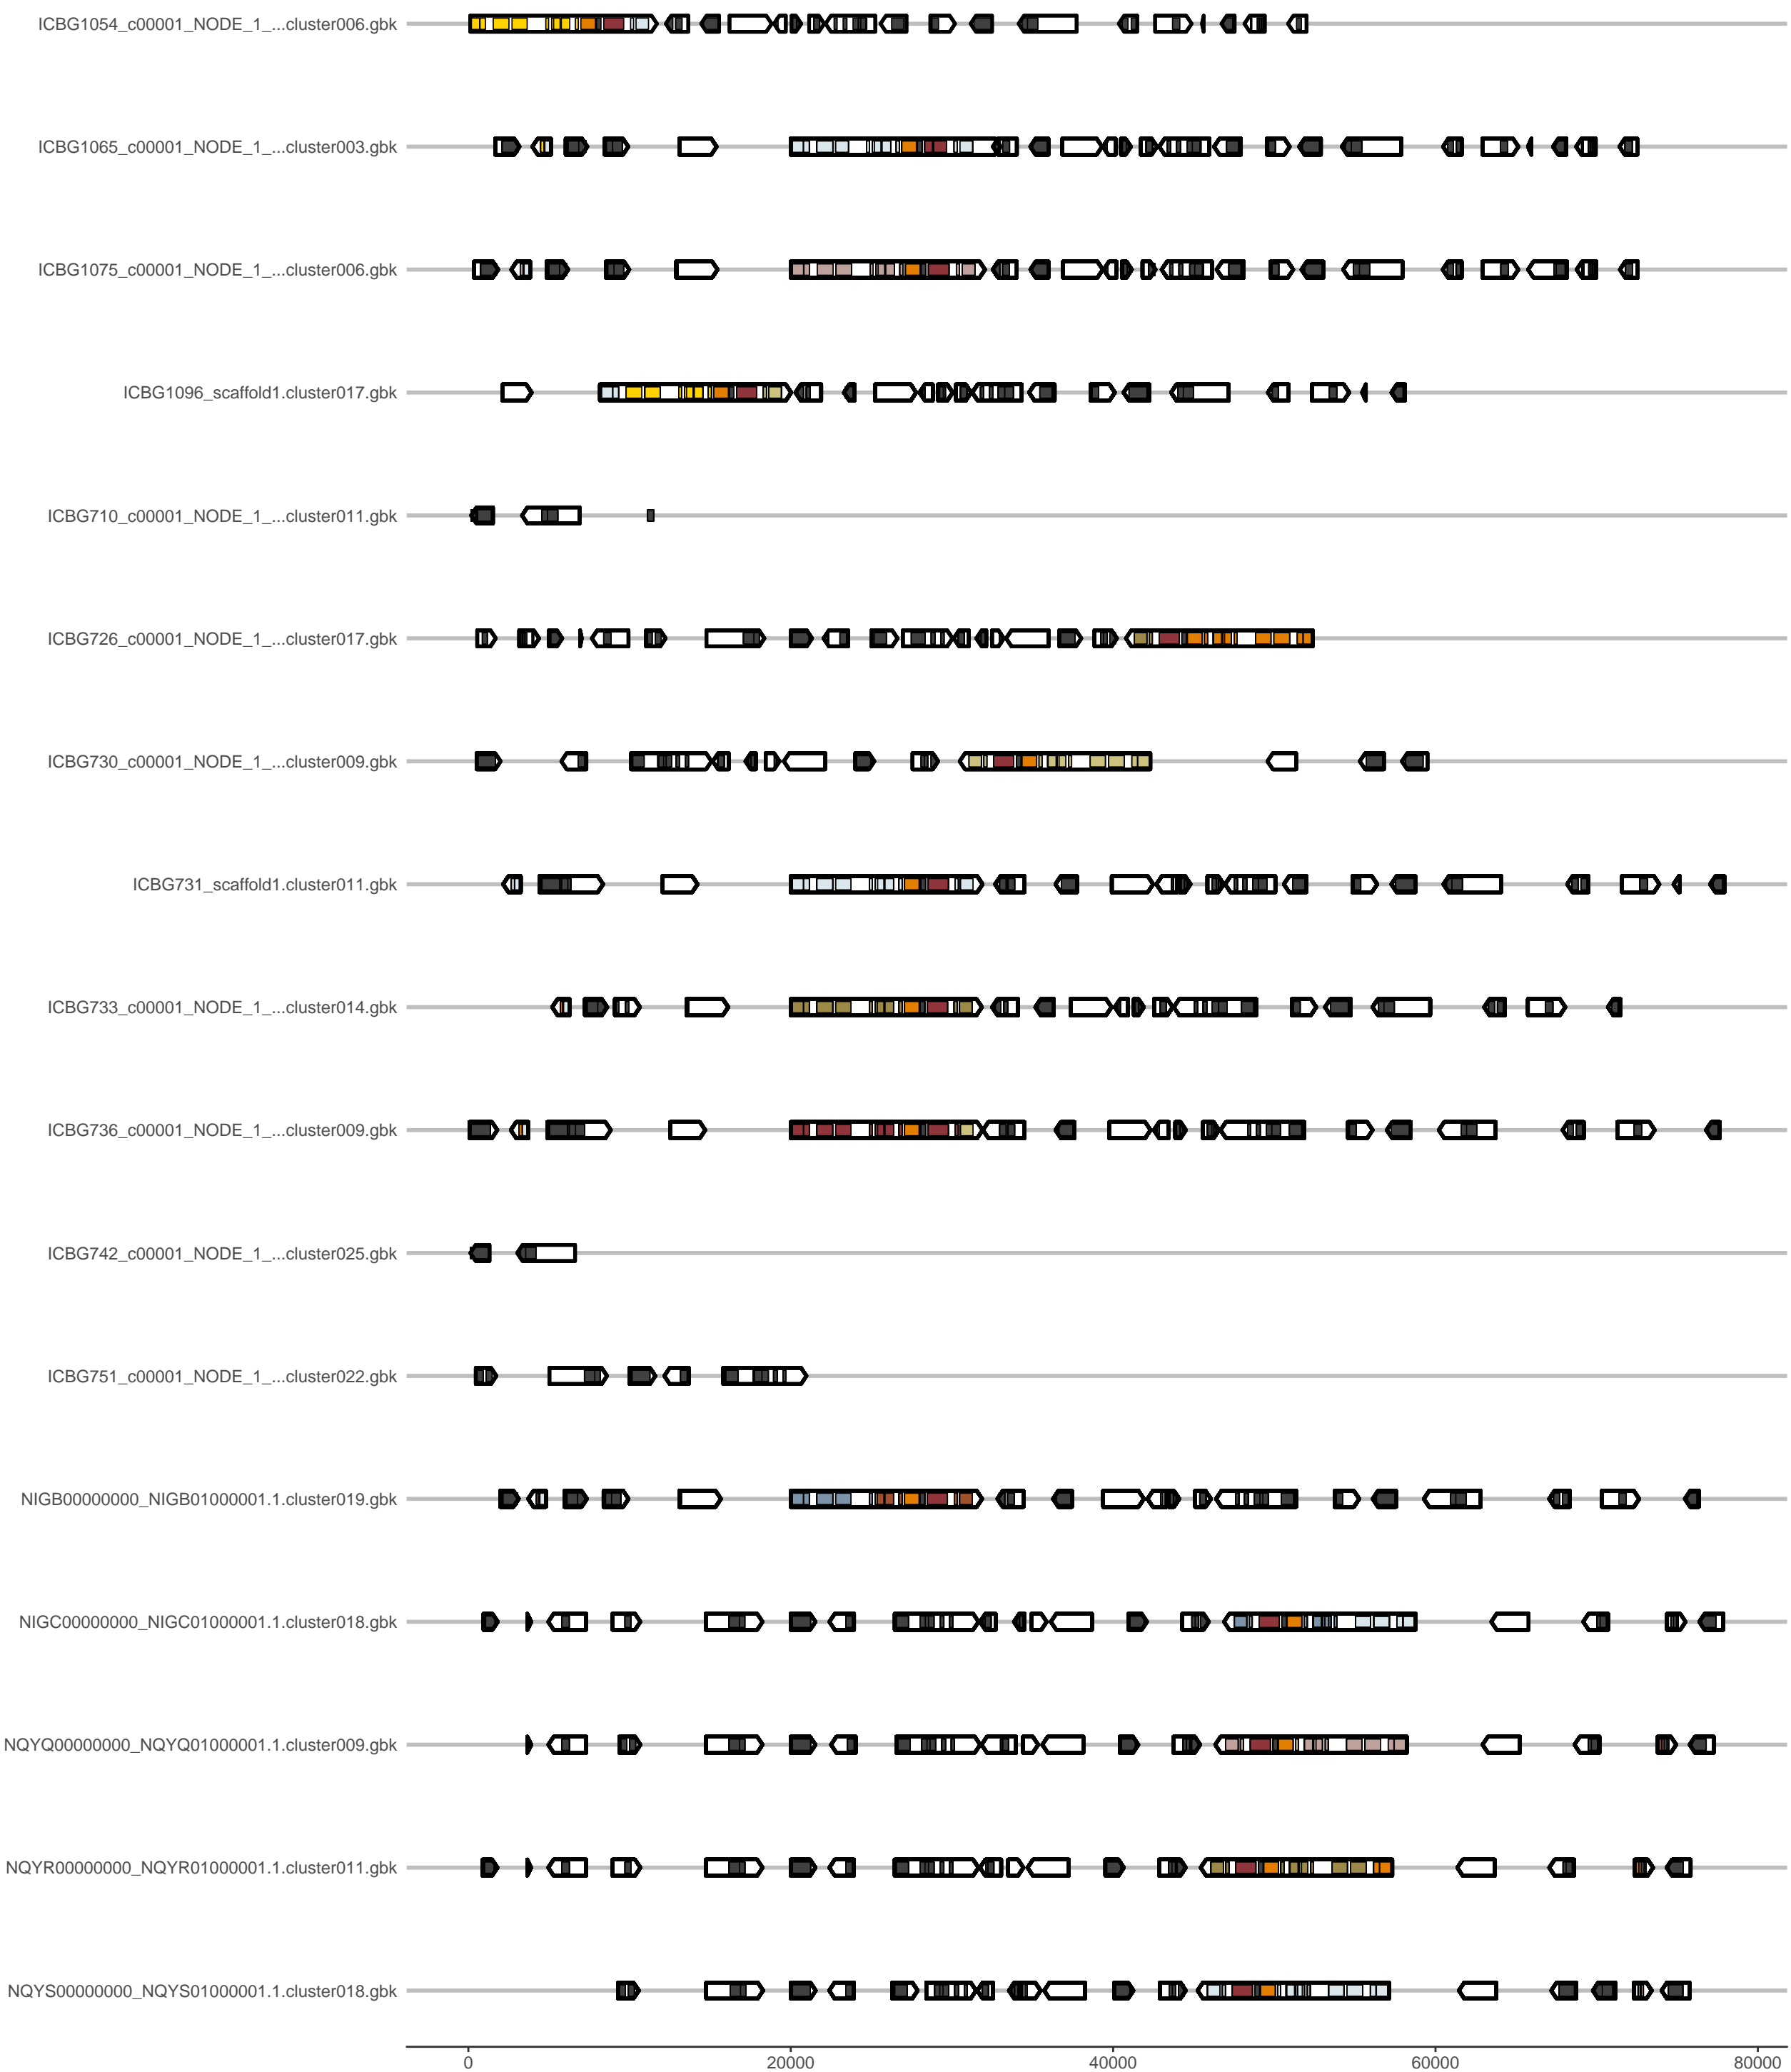 ICBG1054_c00001_NODE_1_...cluster006.gbk
ICBG1065_c00001_NODE_1_...cluster003.gbk
ICBG1075_c00001_NODE_1_...cluster006.gbk
ICBG1096_scaffold1.cluster017.gbk
ICBG710_c00001_NODE_1_...cluster011.gbk
ICBG726_c00001_NODE_1_...cluster017.gbk
ICBG730_c00001_NODE_1_...cluster009.gbk
ICBG731_scaffold1.cluster011.gbk
ICBG733_c00001_NODE_1_...cluster014.gbk
ICBG736_c00001_NODE_1_...cluster009.gbk
ICBG742_c00001_NODE_1_...cluster025.gbk
ICBG751_c00001_NODE_1_...cluster022.gbk
NIGB00000000_NIGB01000001.1.cluster019.gbk
NIGC00000000_NIGC01000001.1.cluster018.gbk
NQYQ00000000_NQYQ01000001.1.cluster009.gbk
NQYR00000000_NQYR01000001.1.cluster011.gbk
NQYS00000000_NQYS01000001.1.cluster018.gbk
0 20000 40000 60000 80000